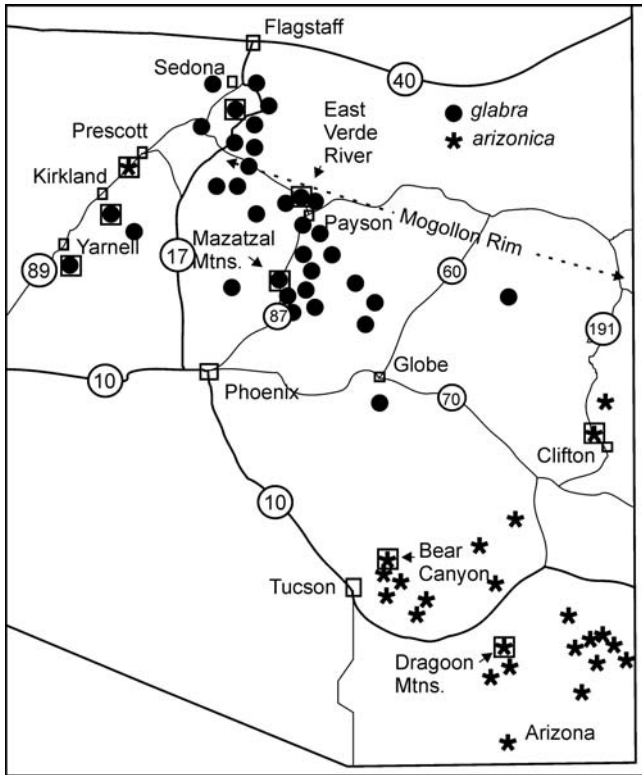 Flagstaff
Sedona
40
East
Verde
River
glabra
arizonica
Prescott
Kirkland
Payson
Mogollon Rim
Yarnell
Mazatzal
Mtns.
17
89
60
87
191
10
Phoenix
Globe
70
Clifton
10
Bear
Canyon
Tucson
Dragoon
Mtns.
Arizona